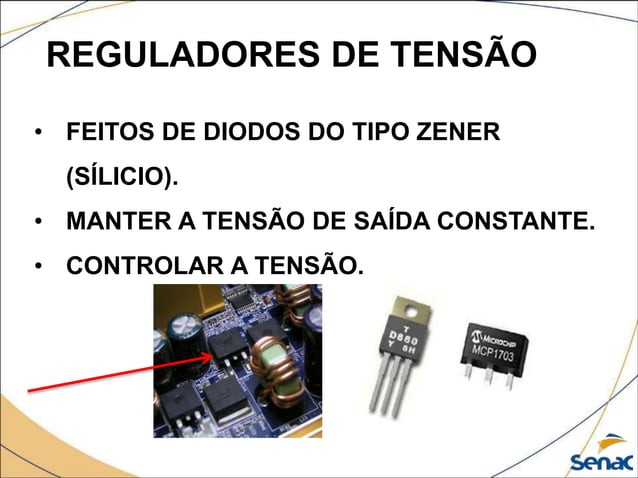 REGULADORES DE TENSÃO
• FEITOS DE DIODOS DO TIPO ZENER
(SÍLICIO).
• MANTER A TENSÃO DE SAÍDA CONSTANTE.
• CONTROLAR A TENSÃO.
T
D880
Y 8H
MICROCHIP
MCP1703
Senac